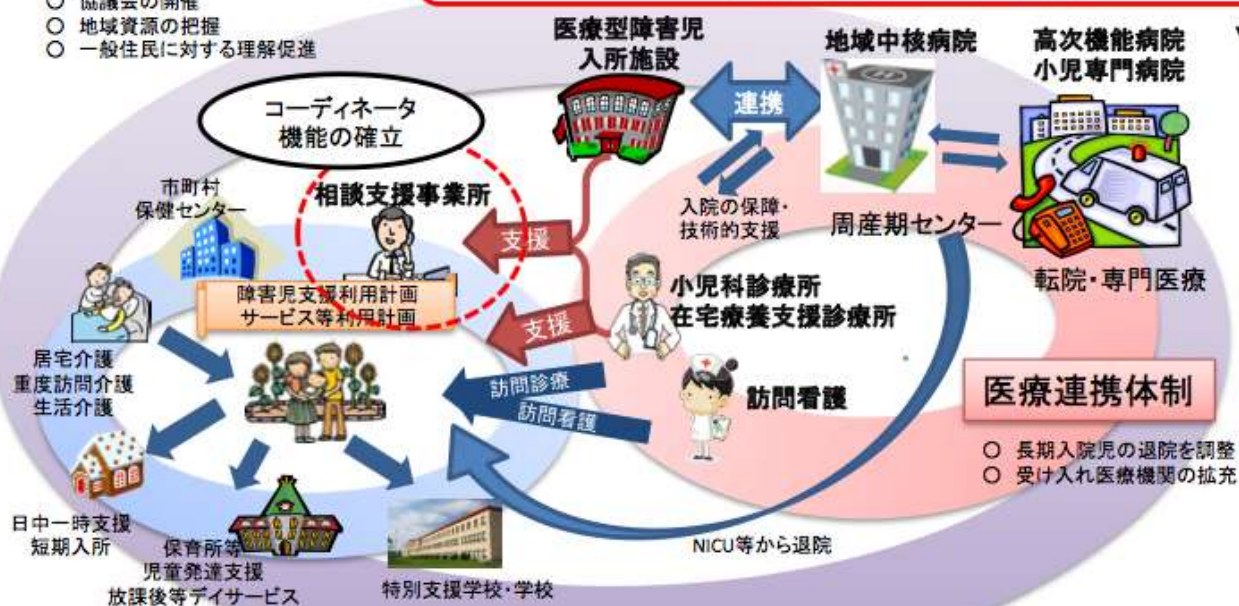 ○ 協議会の開催
○ 地域資源の把握
○ 一般住民に対する理解促進
医療型障害児
入所施設
連携
地域中核病院
高次機能病院
小児専門病院
コーディネータ
機能の確立
市町村
保健センター
相談支援事業所
障害児支援利用計画
サービス等利用計画
支援
支援
入院の保障・
技術的支援
周産期センター
転院・専門医療
小児科診療所
在宅療養支援診療所
訪問看護
訪問診療
訪問看護
居宅介護
重度訪問介護
生活介護
医療連携体制
○ 長期入院児の退院を調整
○ 受け入れ医療機関の拡充
日中一時支援
短期入所
保育所等
児童発達支援
放課後等デイサービス
特別支援学校・学校
NICU等から退院